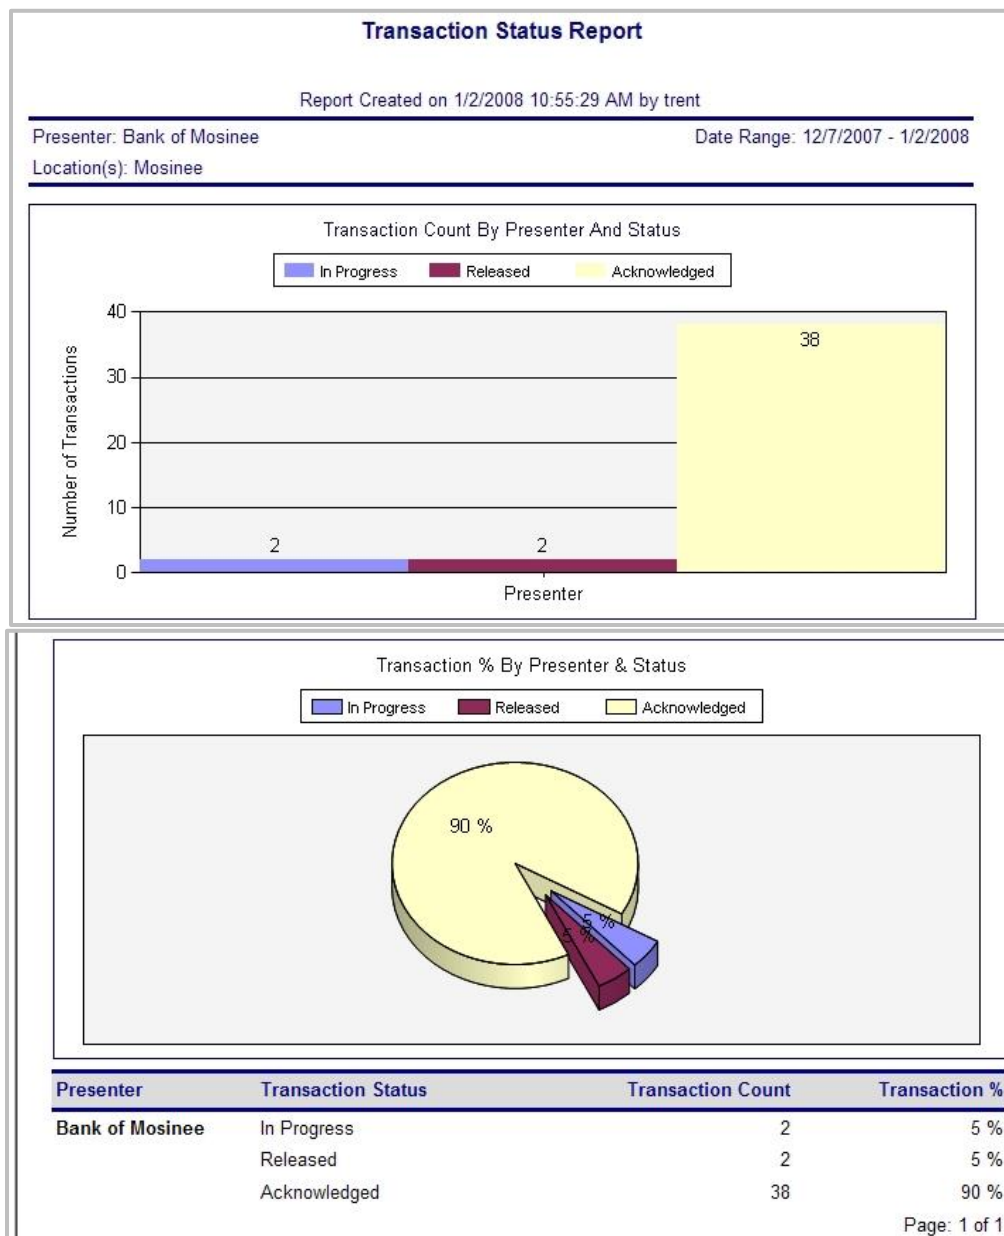 Transaction Status Report
Report Created on 1/2/2008 10:55:29 AM by trent
Presenter: Bank of Mosinee Date Range: 12/7/2007 - 1/2/2008
Location(s): Mosinee
Transaction Count By Presenter And Status
In Progress Released Acknowledged
40
38
30
Number of Transactions
20
10
2 2
0
Presenter
Transaction % By Presenter & Status
In Progress Released Acknowledged
90 %
5 %
5 %
Presenter Transaction Status Transaction Count Transaction %
Bank of Mosinee In Progress 2 5 %
Released 2 5 %
Acknowledged 38 90 %
Page: 1 of 1